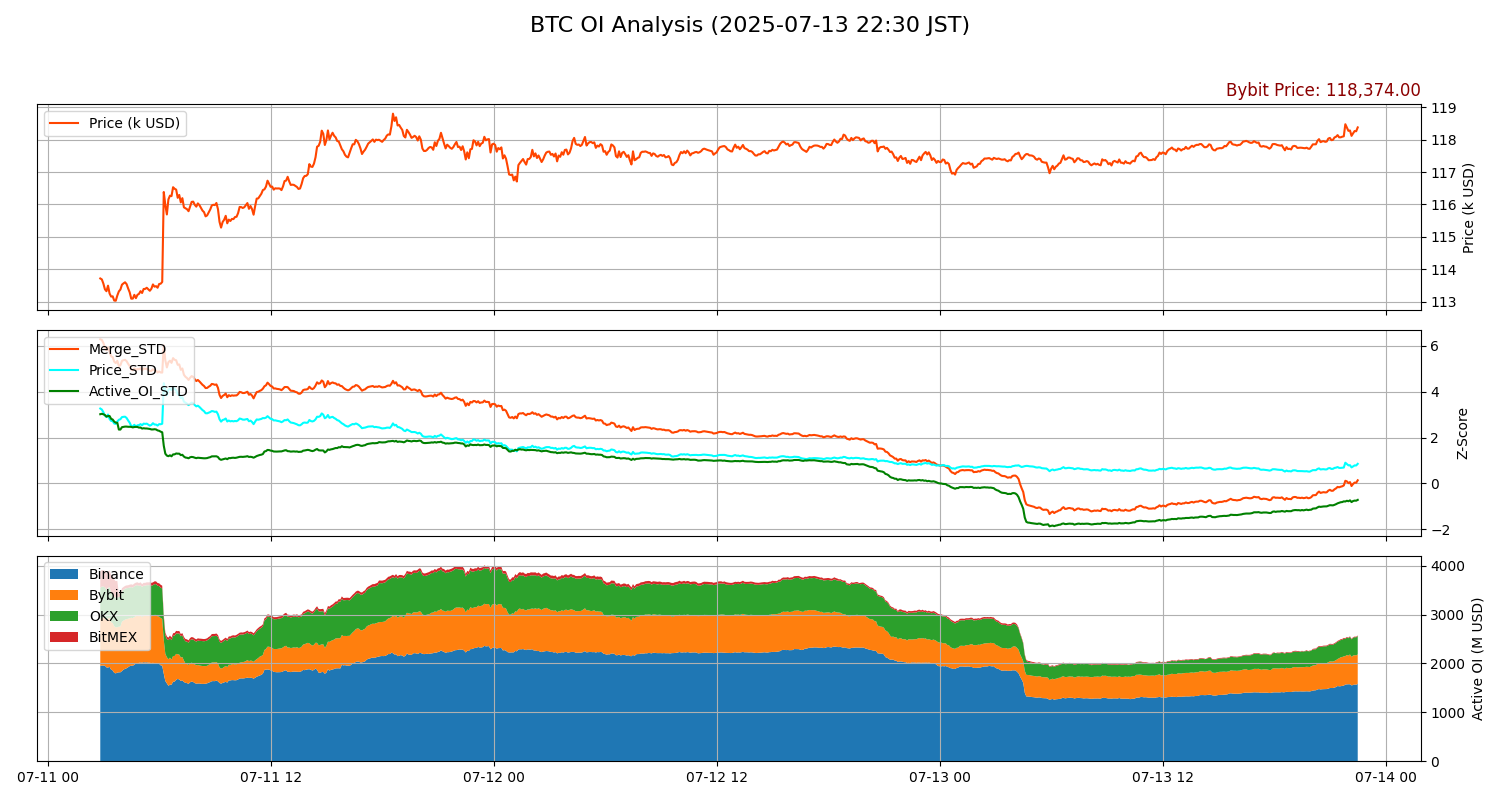 BTC OI Analysis (2025-07-13 22:30 JST)
Bybit Price: 118,374.00
Price (k USD)
119
118
117
116
115
114
113
Price (k USD)
Merge_STD
Price_STD
Active_OI_STD
6
4
2
0
−2
Z-Score
Binance
Bybit
OKX
BitMEX
4000
3000
2000
1000
0
Active OI (M USD)
07-11 00
07-11 12
07-12 00
07-12 12
07-13 00
07-13 12
07-14 00